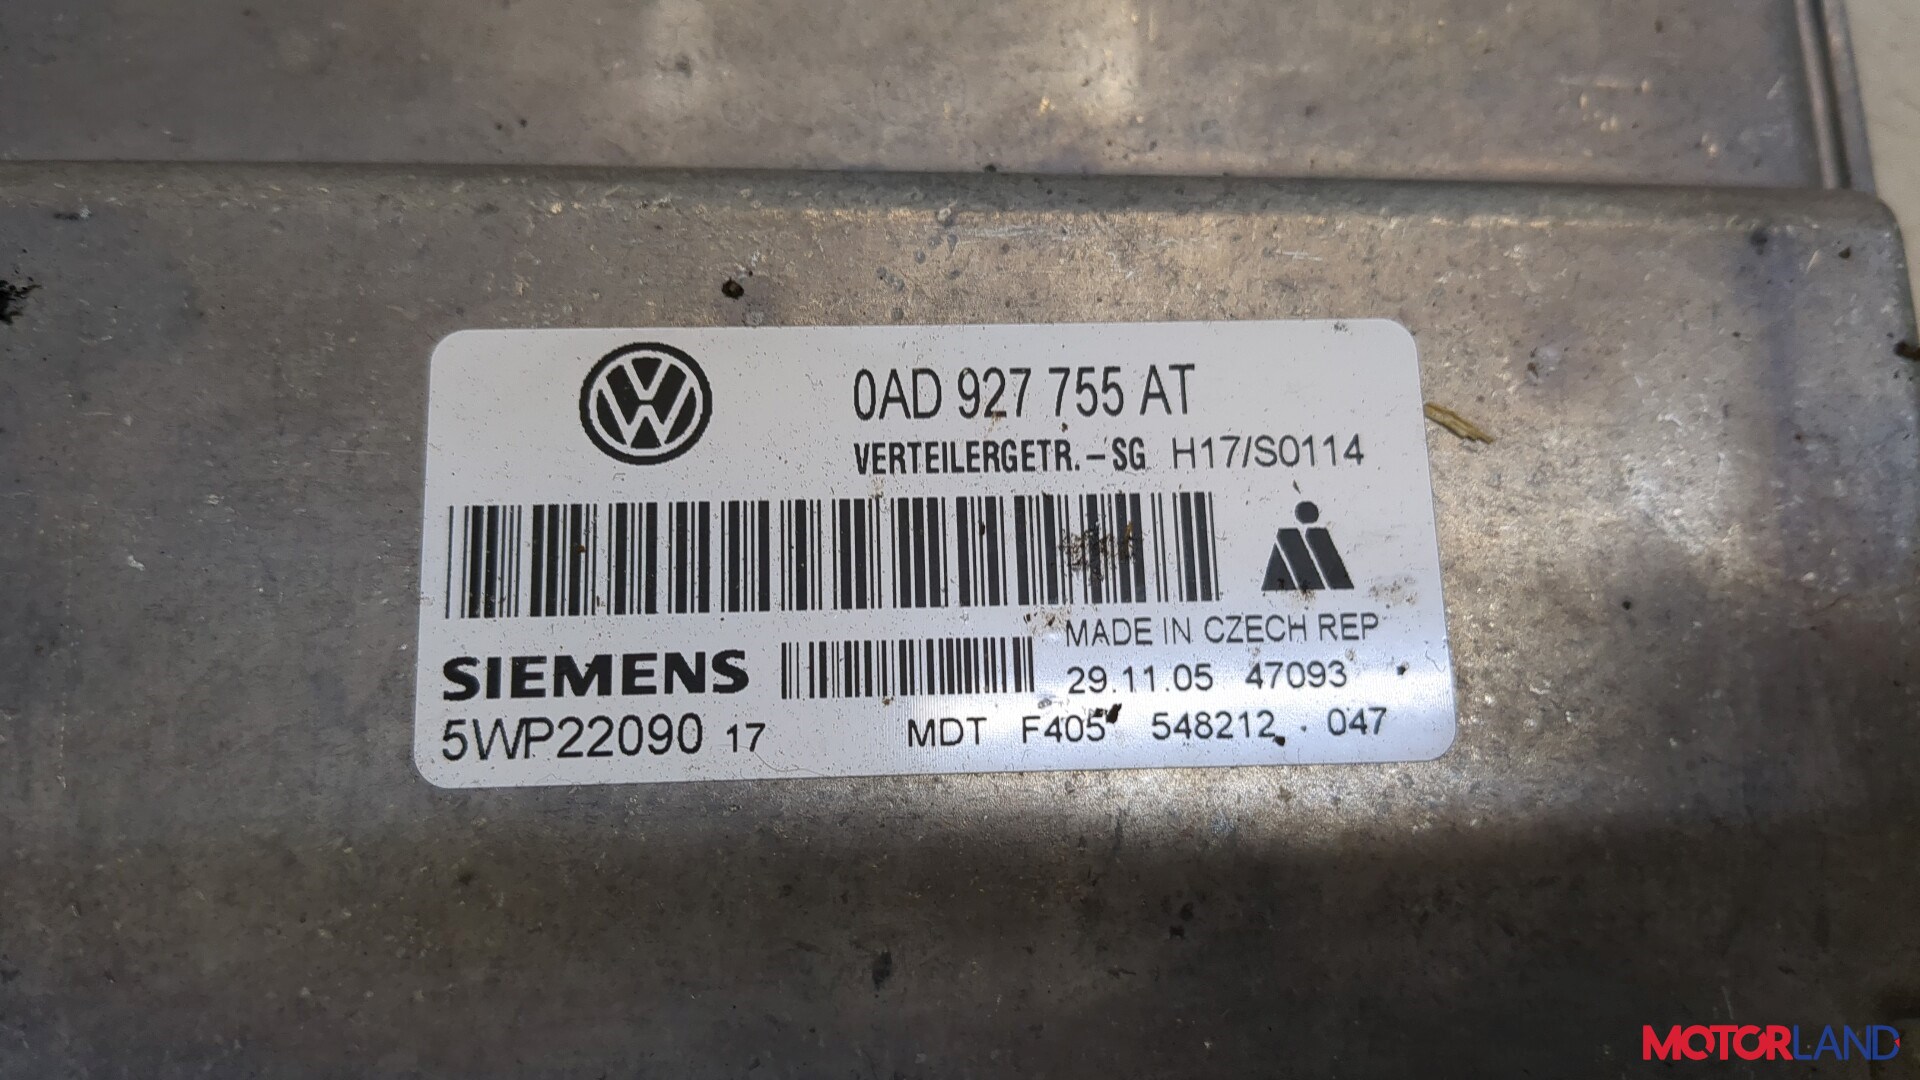 0AD 927 755 AT
VERTEILERGETR.-SG H17/S0114
MADE IN CZECH REP
SIEMENS
29.11.05 47093
5WP22090 17
MDT F405 548212 . 047
MOTORLAND